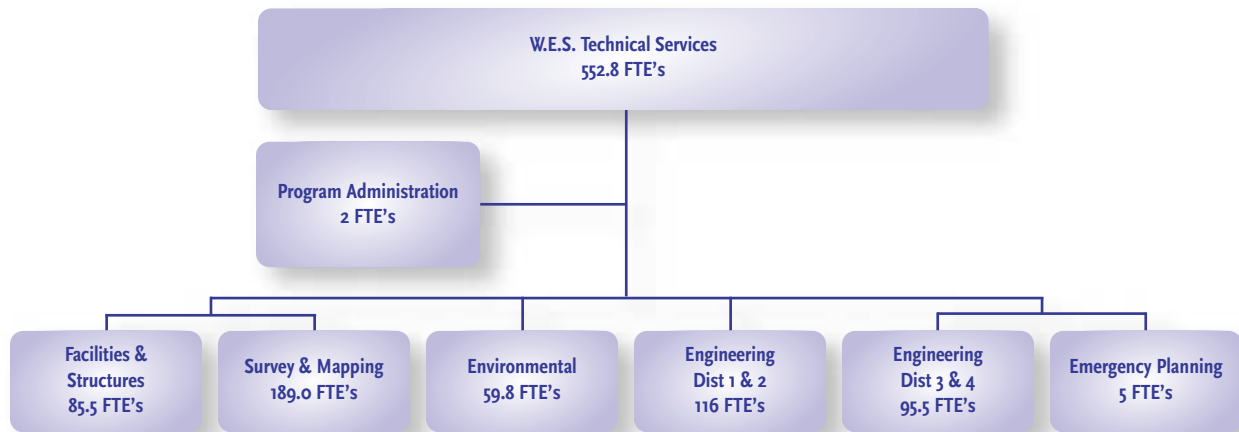 W.E.S. Technical Services
552.8 FTE’s
Program Administration
2 FTE’s
Facilities &
Structures
85.5 FTE’s
Survey & Mapping
189.0 FTE’s
Environmental
59.8 FTE’s
Engineering
Dist 1 & 2
116 FTE’s
Engineering
Dist 3 & 4
95.5 FTE’s
Emergency Planning
5 FTE’s